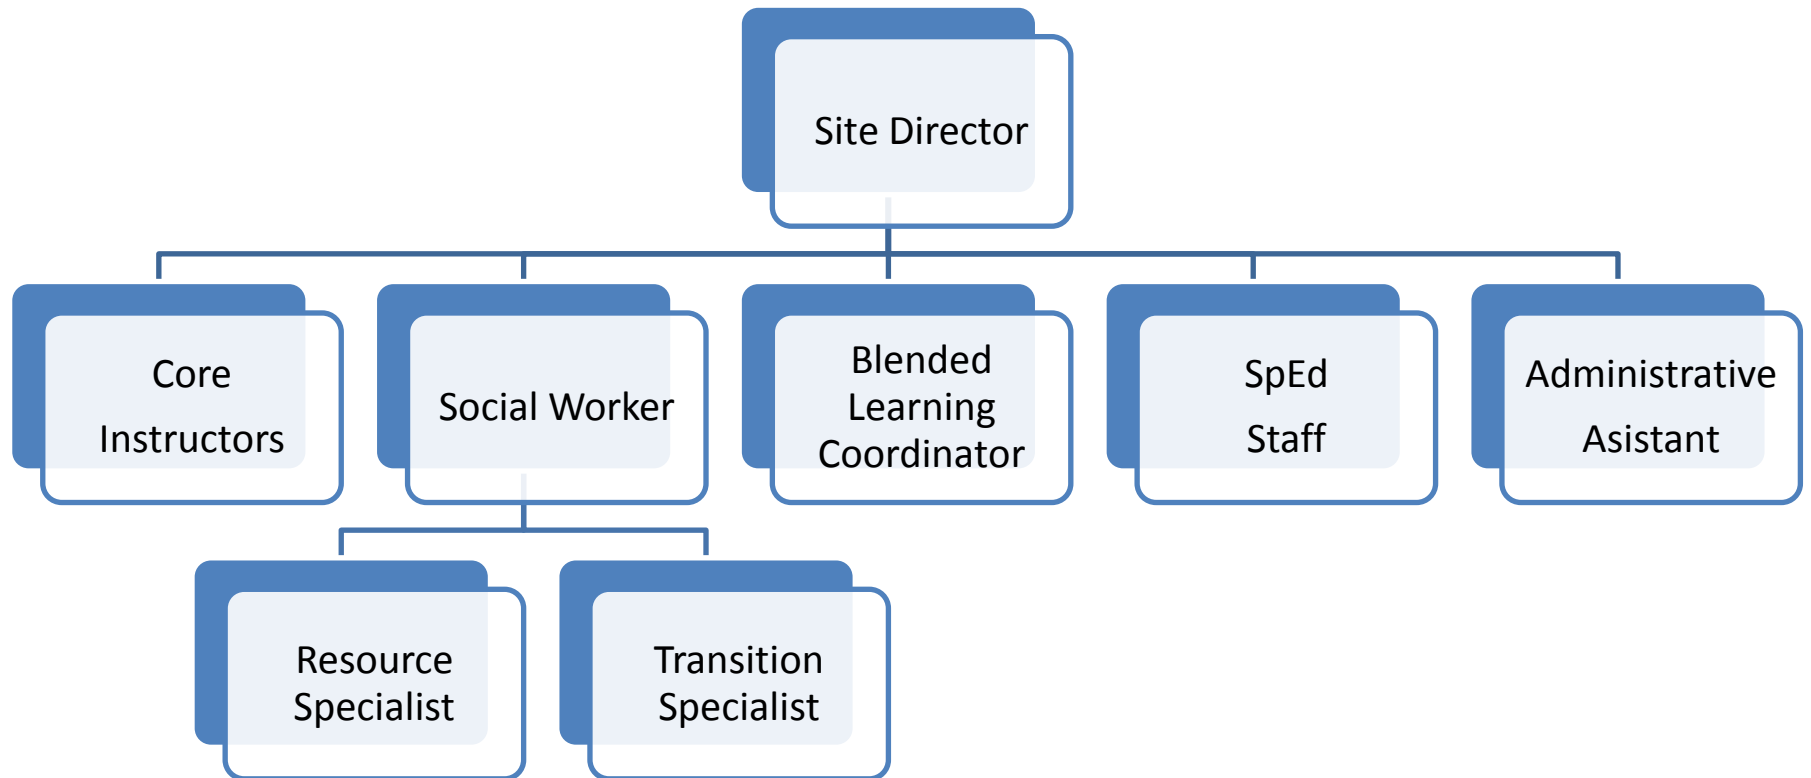 Site Director
Core
Instructors
Social Worker
Blended
Learning
Coordinator
SpEd
Staff
Administrative
Asistant
Resource
Specialist
Transition
Specialist